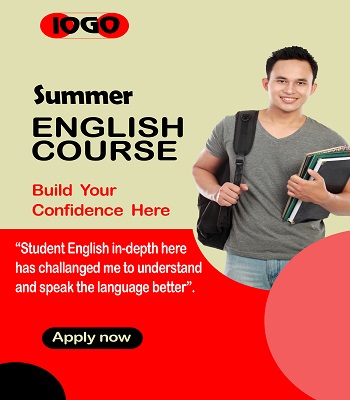 lOGO
Summer
ENGLISH
COURSE
Build Your
Confidence Here
“Student English in-depth here
has challanged me to understand
and speak the language better”.
Apply now